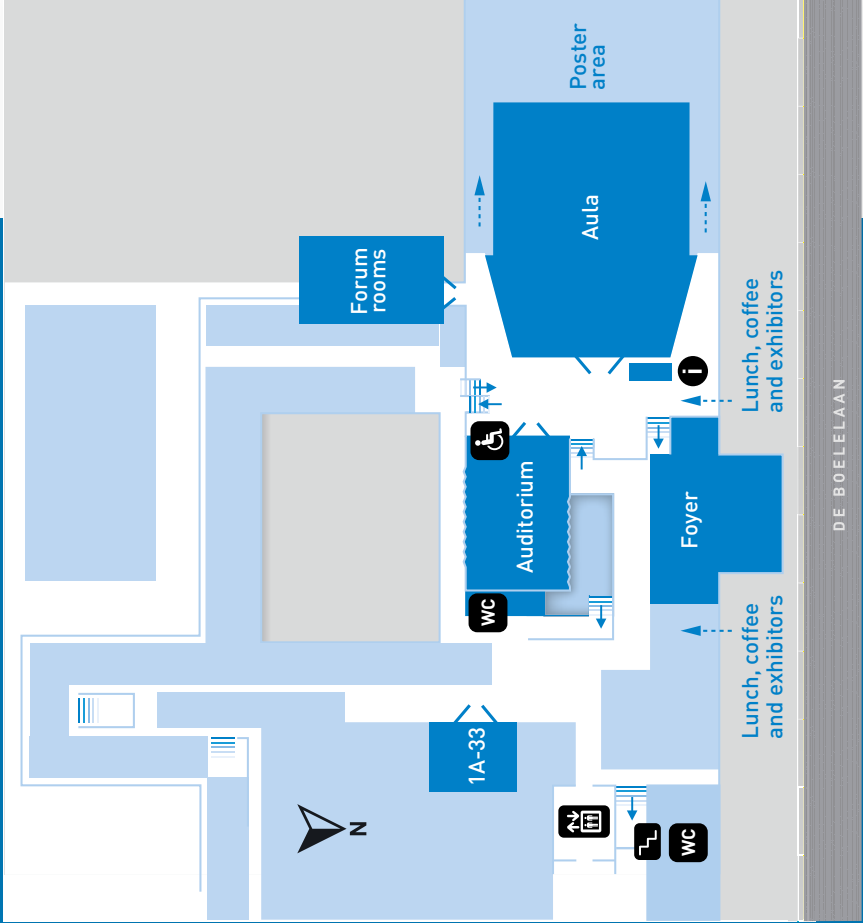 Poster
area
Aula
Forum
rooms
Lunch, coffee
and exhibitors
i
DE BOELELAAN
Auditorium
Foyer
WC
Lunch, coffee
and exhibitors
1A-33
N
WC